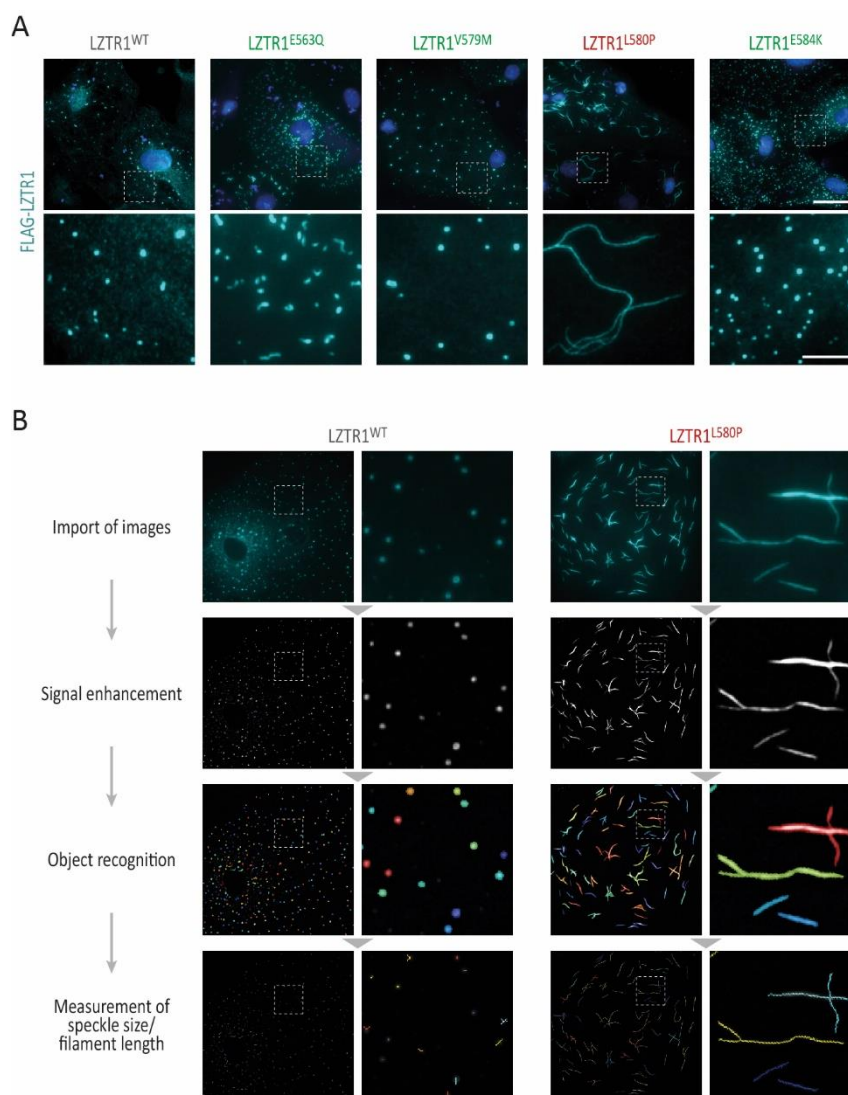 A
LZTR1WT LZTR1E563Q LZTR1V579M LZTR1L580P LZTR1E584K
FLAG-LZTR1
B
LZTR1WT LZTR1L580P
Import of images
Signal enhancement
Object recognition
Measurement of
speckle size/
filament length